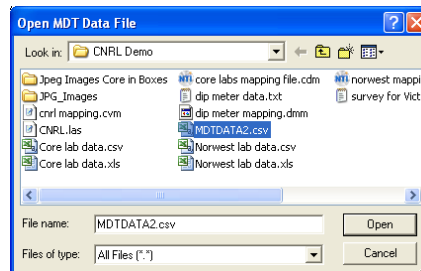 Open MDT Data File
Look in: CNRL Demo
Jpeg Images Core in Boxes core labs mapping file.cdm norwest mappi
JPG_Images dip meter data.txt survey for Vict
cnrl mapping.cvm dip meter mapping.dmm
CNRL.las MDTDATA2.csv
Core lab data.csv Norwest lab data.csv
Core lab data.xls Norwest lab data.xls
File name: MDTDATA2.csv Open
Files of type: All Files (*.*) Cancel